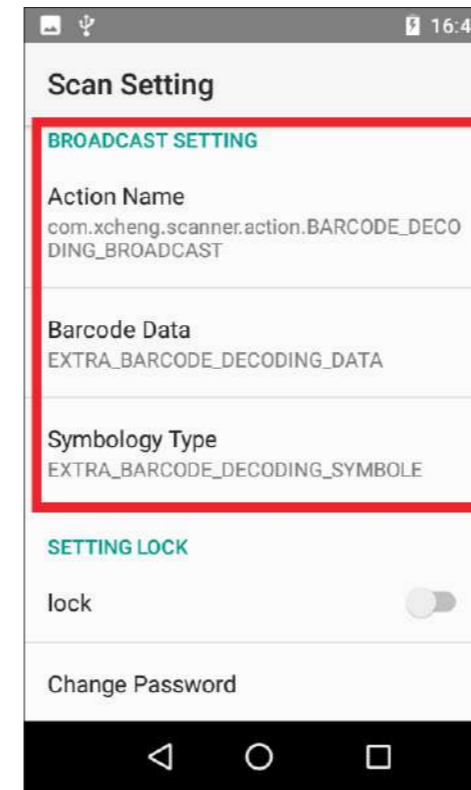 16:4
Scan Setting
BROADCAST SETTING
Action Name
com.xcheng.scanner.action.BARCODE_DECO
DING_BROADCAST
Barcode Data
EXTRA_BARCODE_DECODING_DATA
Symbology Type
EXTRA_BARCODE_DECODING_SYMBOLE
SETTING LOCK
lock
Change Password